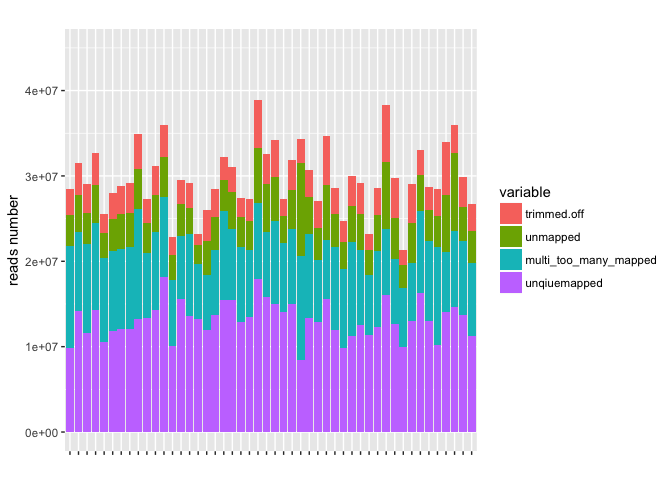 reads number
4e+07
3e+07
2e+07
1e+07
0e+00
variable
trimmed.off
unmapped
multi_too_many_mapped
unqiuemapped